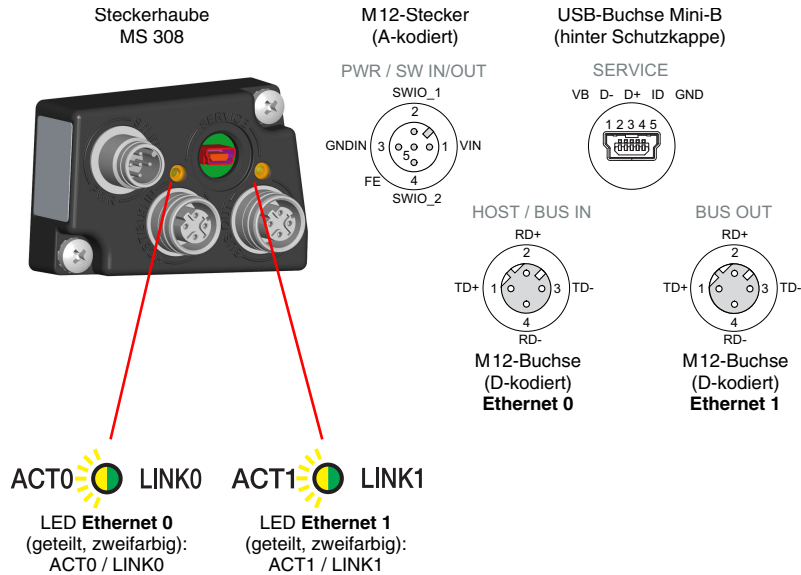 Steckerhaube
MS 308
M12-Stecker
(A-kodiert)
USB-Buchse Mini-B
(hinter Schutzkappe)
PWR / SW IN/OUT
SWIO_1
2
GNDIN 3 1 VIN
5
FE 4
SWIO_2
SERVICE
VB D- D+ ID GND
1 2 3 4 5
SERVICE
HOST / BUS IN
RD+
2
TD+ 1 3 TD-
4
RD-
M12-Buchse
(D-kodiert)
Ethernet 0
BUS OUT
RD+
2
TD+ 1 3 TD-
4
RD-
M12-Buchse
(D-kodiert)
Ethernet 1
ACT0 LINK0
LED Ethernet 0
(geteilt, zweifarbig):
ACT0 / LINK0
ACT1 LINK1
LED Ethernet 1
(geteilt, zweifarbig):
ACT1 / LINK1